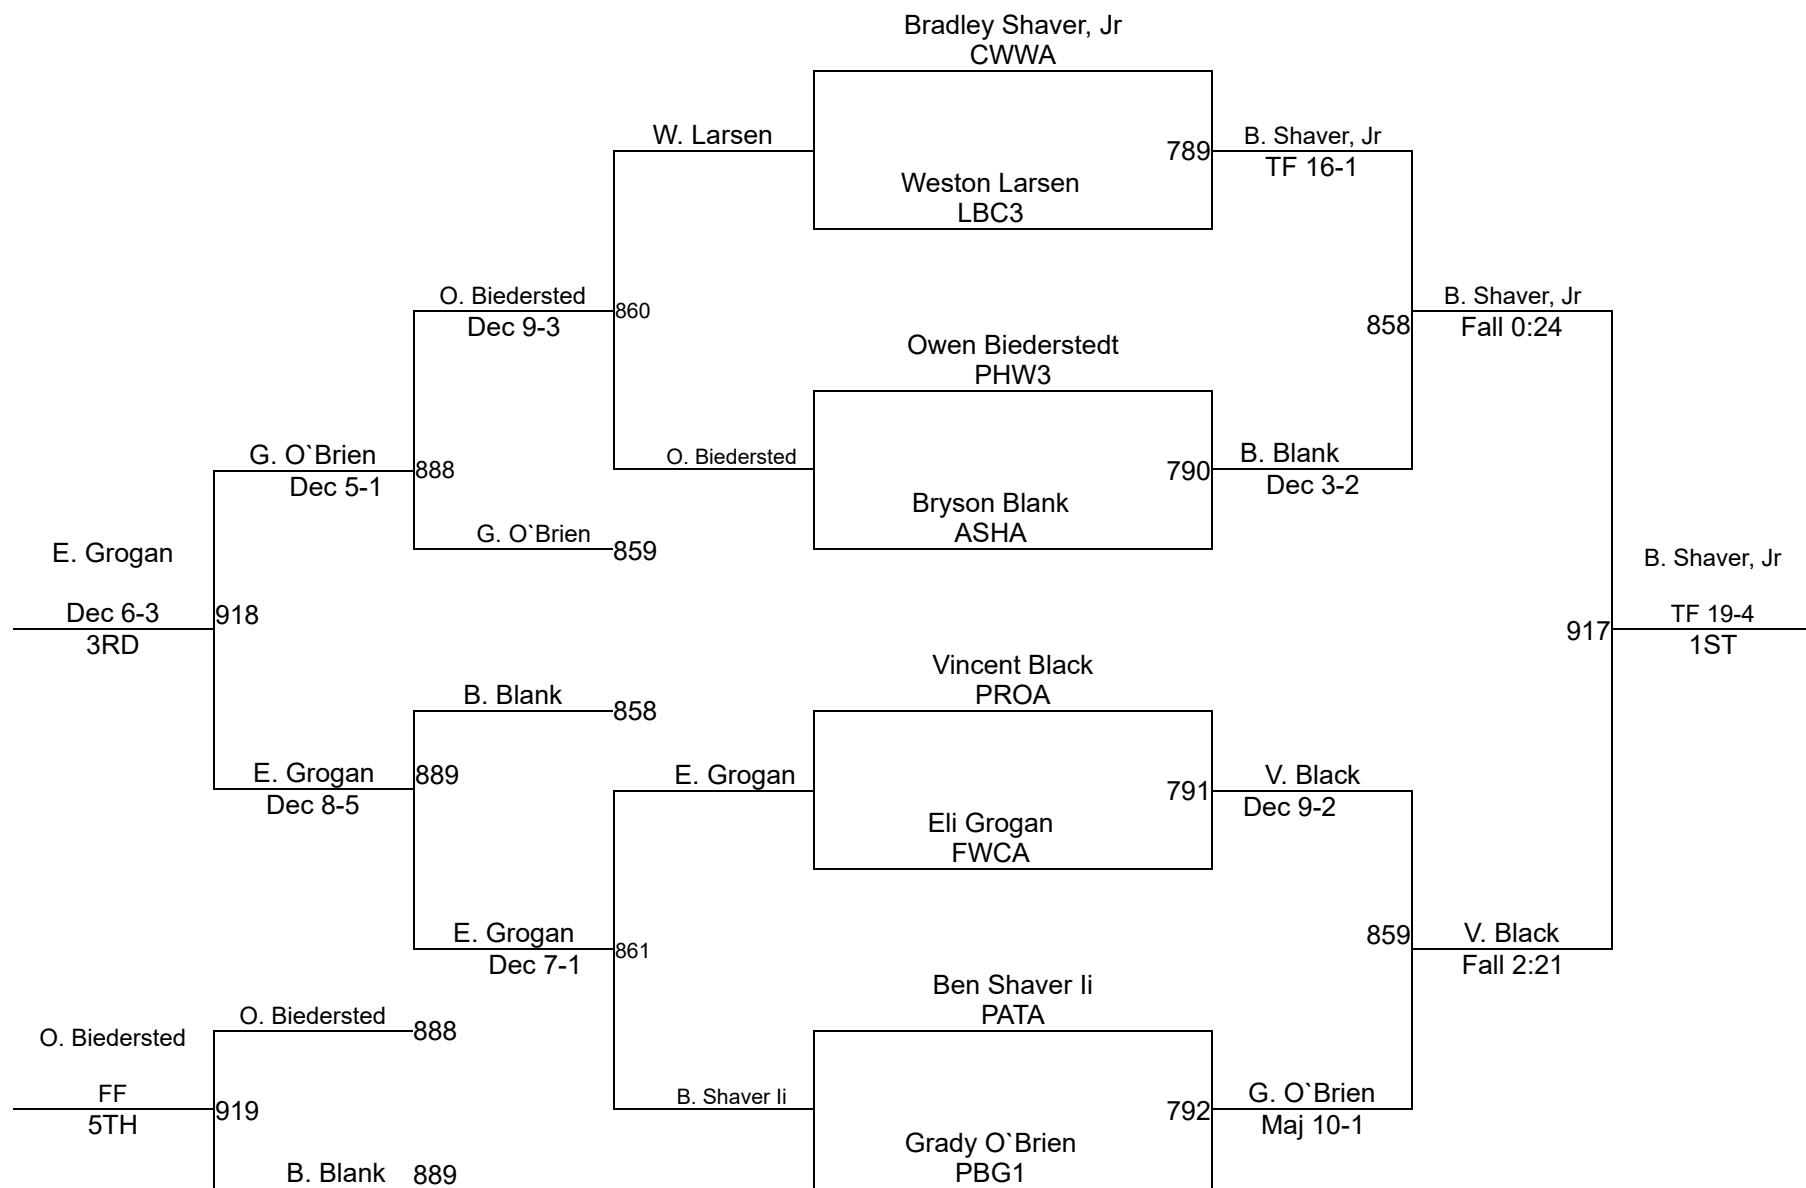 Bradley Shaver, Jr
CWWA
W. Larsen
789
B. Shaver, Jr
TF 16-1
Weston Larsen
LBC3
O. Biedersted
Dec 9-3
860
858
B. Shaver, Jr
Fall 0:24
Owen Biederstedt
PHW3
G. O`Brien
Dec 5-1
888
O. Biedersted
790
B. Blank
Dec 3-2
Bryson Blank
ASHA
G. O`Brien
859
E. Grogan
Dec 6-3
3RD
918
B. Shaver, Jr
917
TF 19-4
1ST
Vincent Black
PROA
B. Blank
858
E. Grogan
Dec 8-5
889
E. Grogan
791
V. Black
Dec 9-2
Eli Grogan
FWCA
E. Grogan
Dec 7-1
861
859
V. Black
Fall 2:21
Ben Shaver Ii
PATA
O. Biedersted
O. Biedersted
888
FF
5TH
919
B. Shaver Ii
792
G. O`Brien
Maj 10-1
Grady O`Brien
PBG1
B. Blank
889